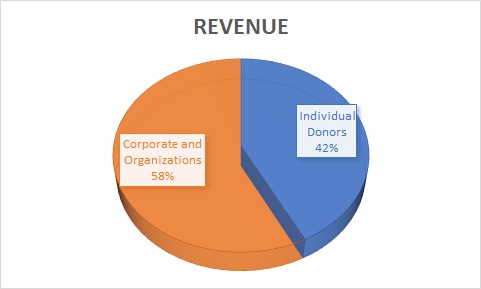 REVENUE
Individual
Donors
42%
Corporate and
Organizations
58%